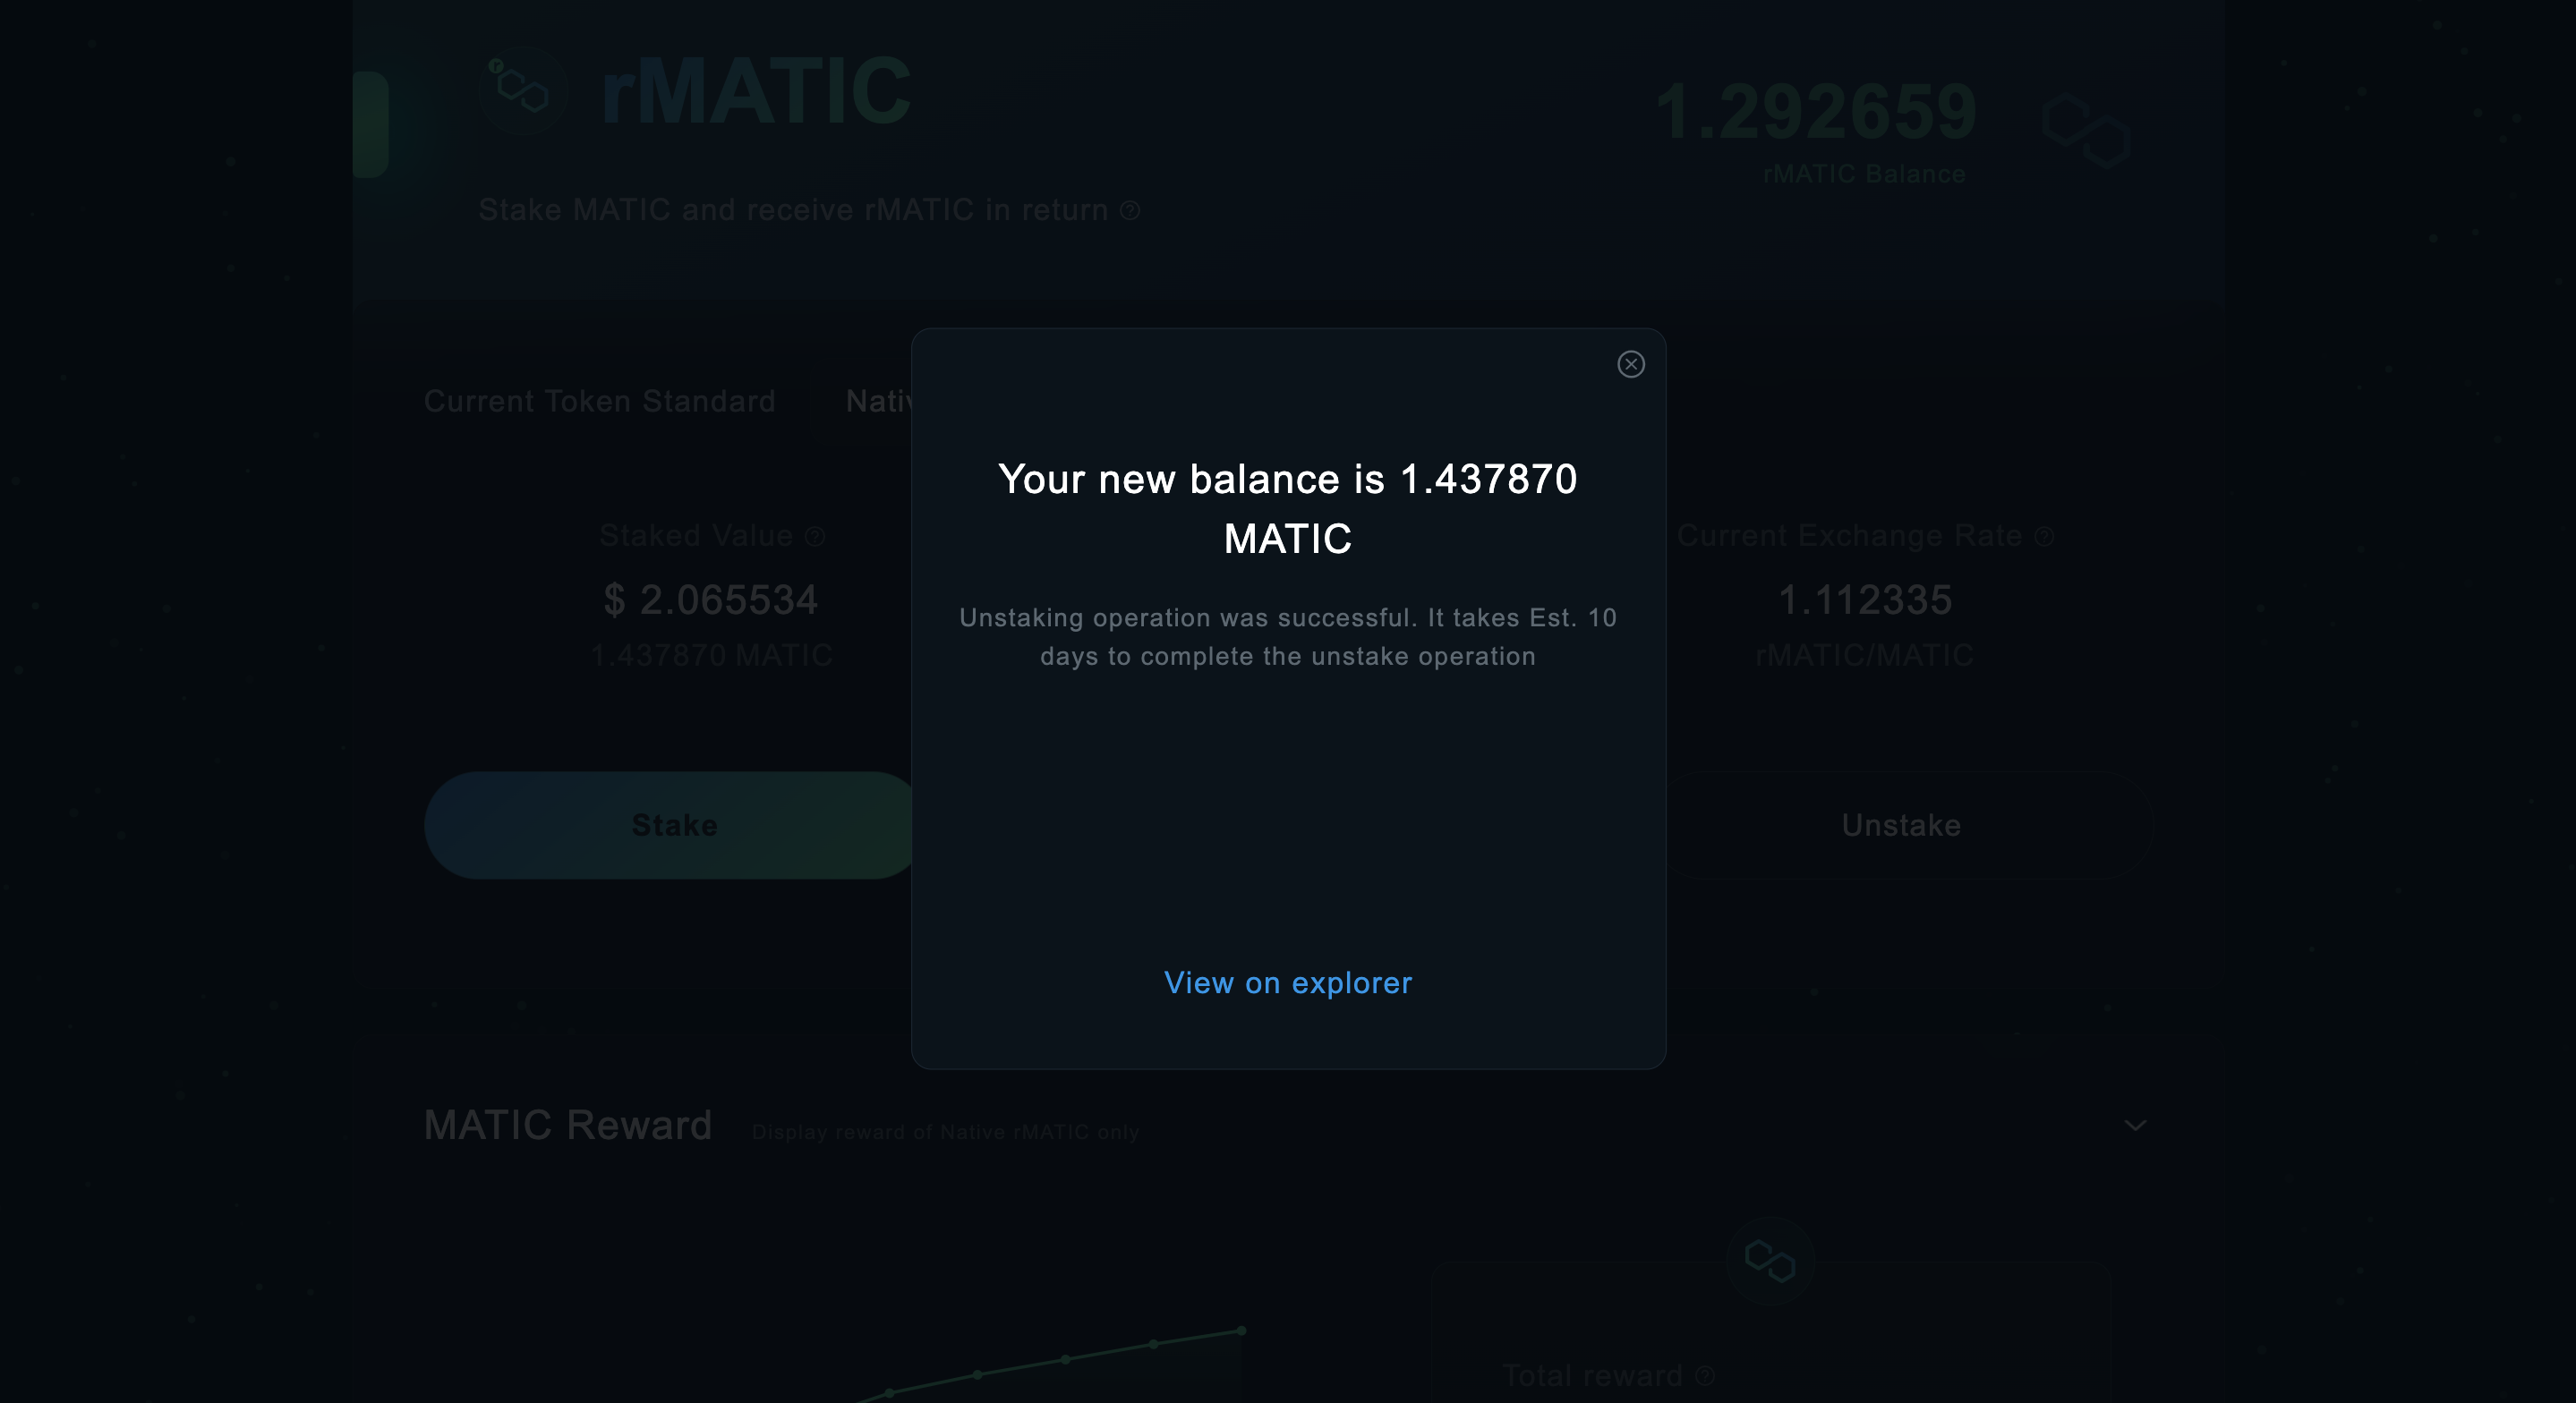 rMATIC
1.292659
rMATIC Balance
Stake MATIC and receive rMATIC in return
Current Token Standard
Nativ
Your new balance is 1.437870
MATIC
Unstaking operation was successful. It takes Est. 10
days to complete the unstake operation
View on explorer
Staked Value
$ 2.065534
1.437870 MATIC
Current Exchange Rate
1.112335
rMATIC/MATIC
Stake
Unstake
MATIC Reward
Display reward of Native rMATIC only
Total reward